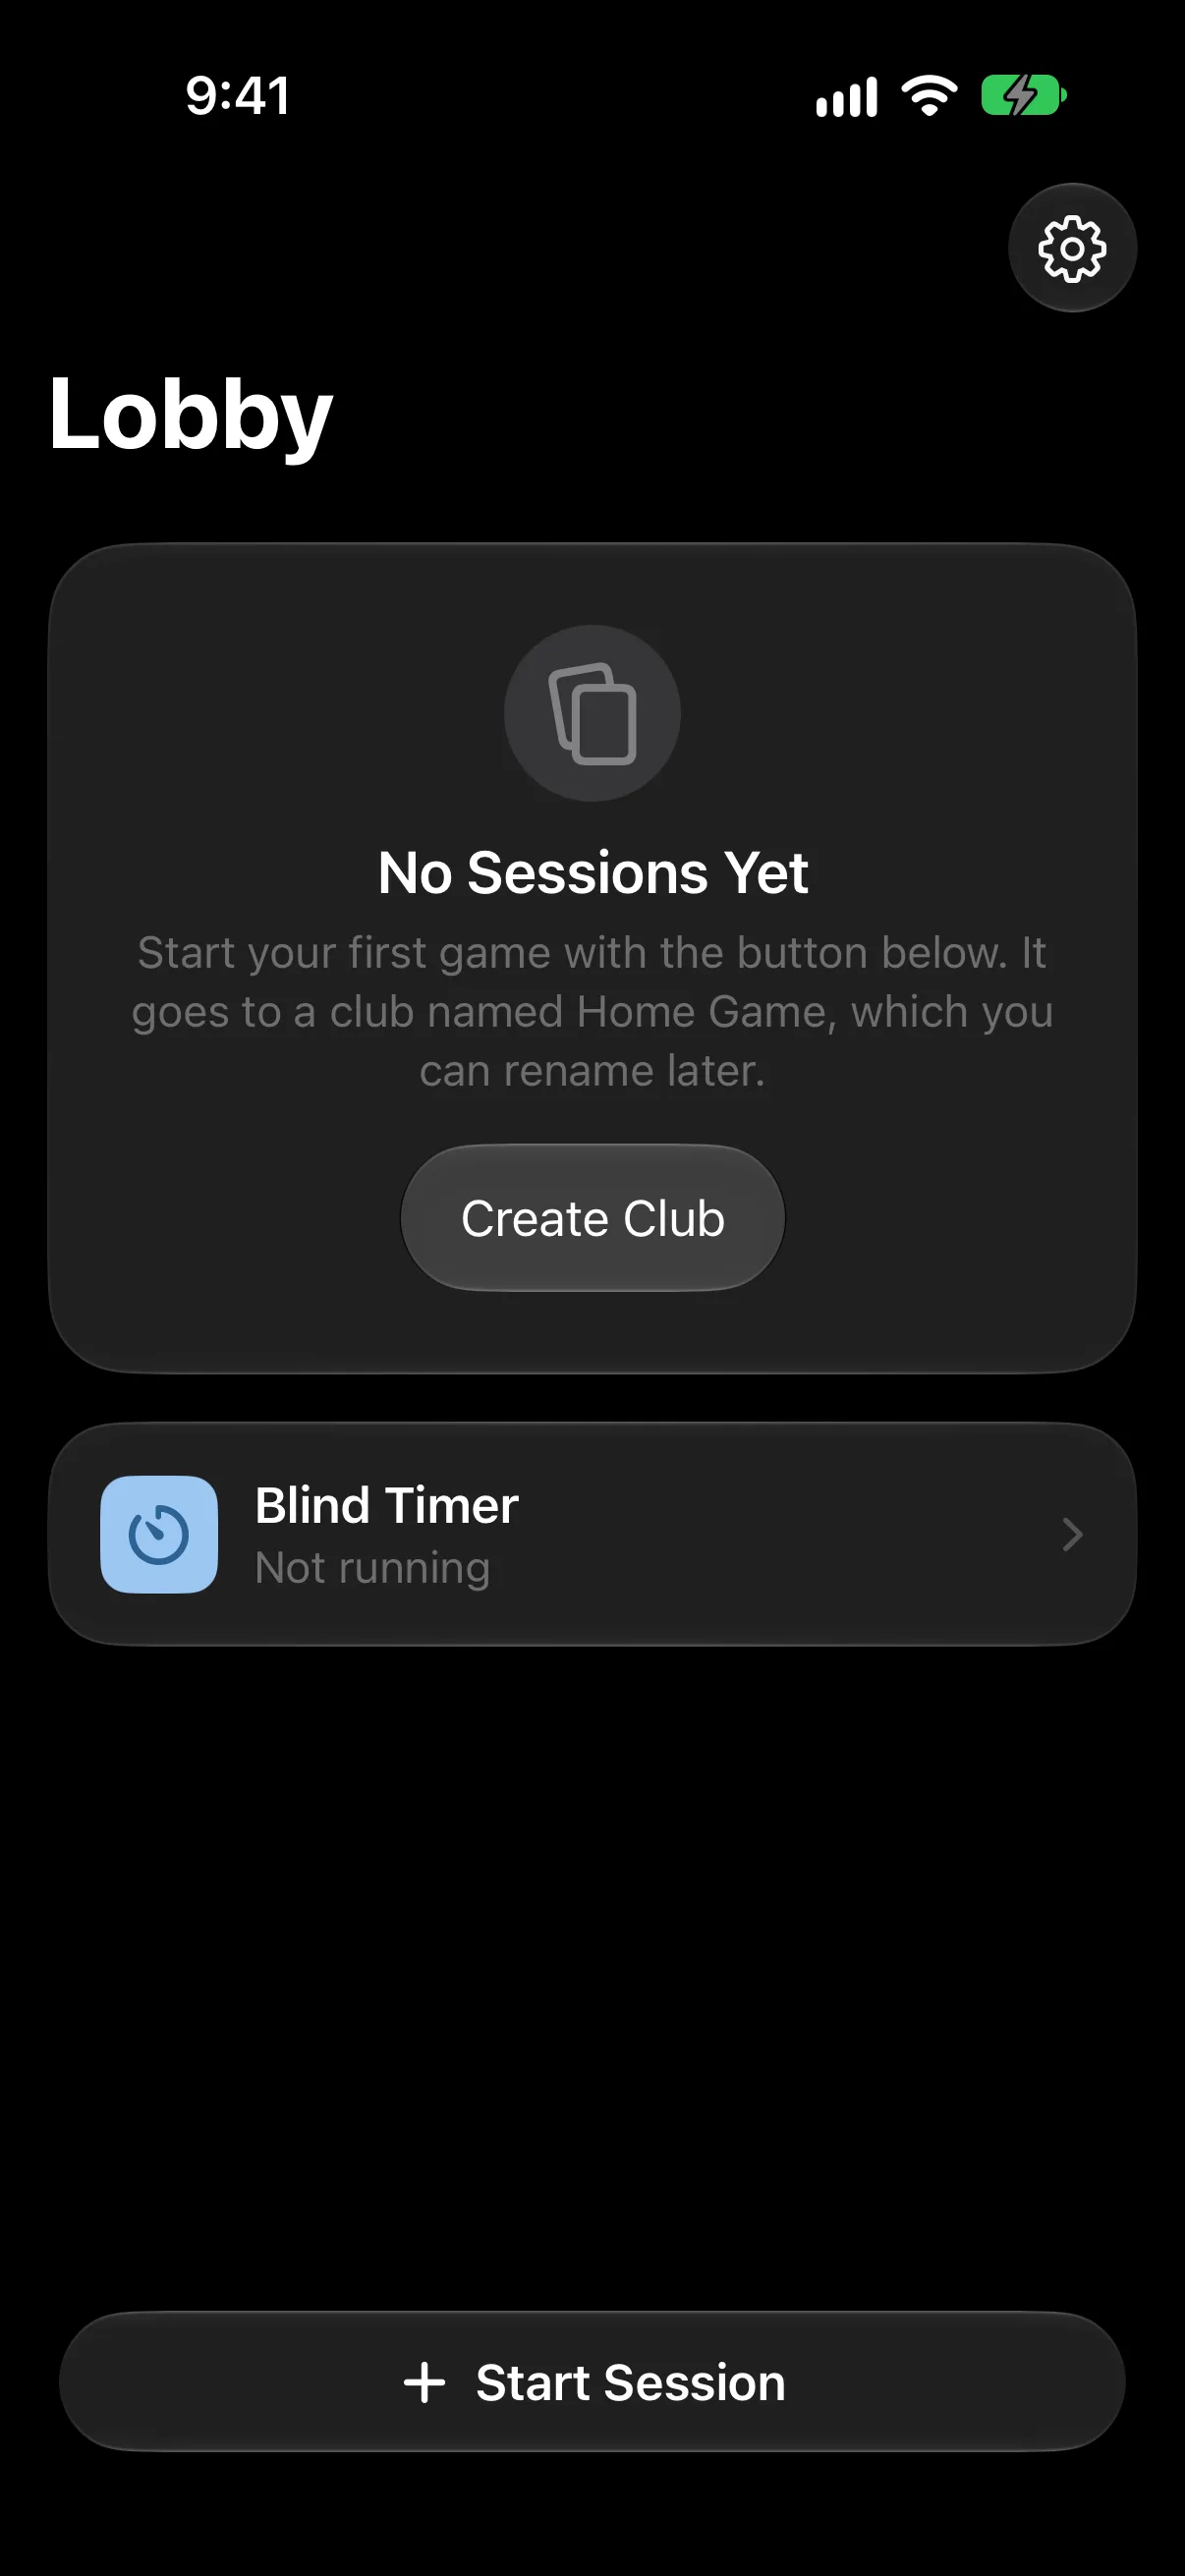 9:41
Lobby
No Sessions Yet
Start your first game with the button below. It
goes to a club named Home Game, which you
can rename later.
Create Club
Blind Timer
Not running
Start Session